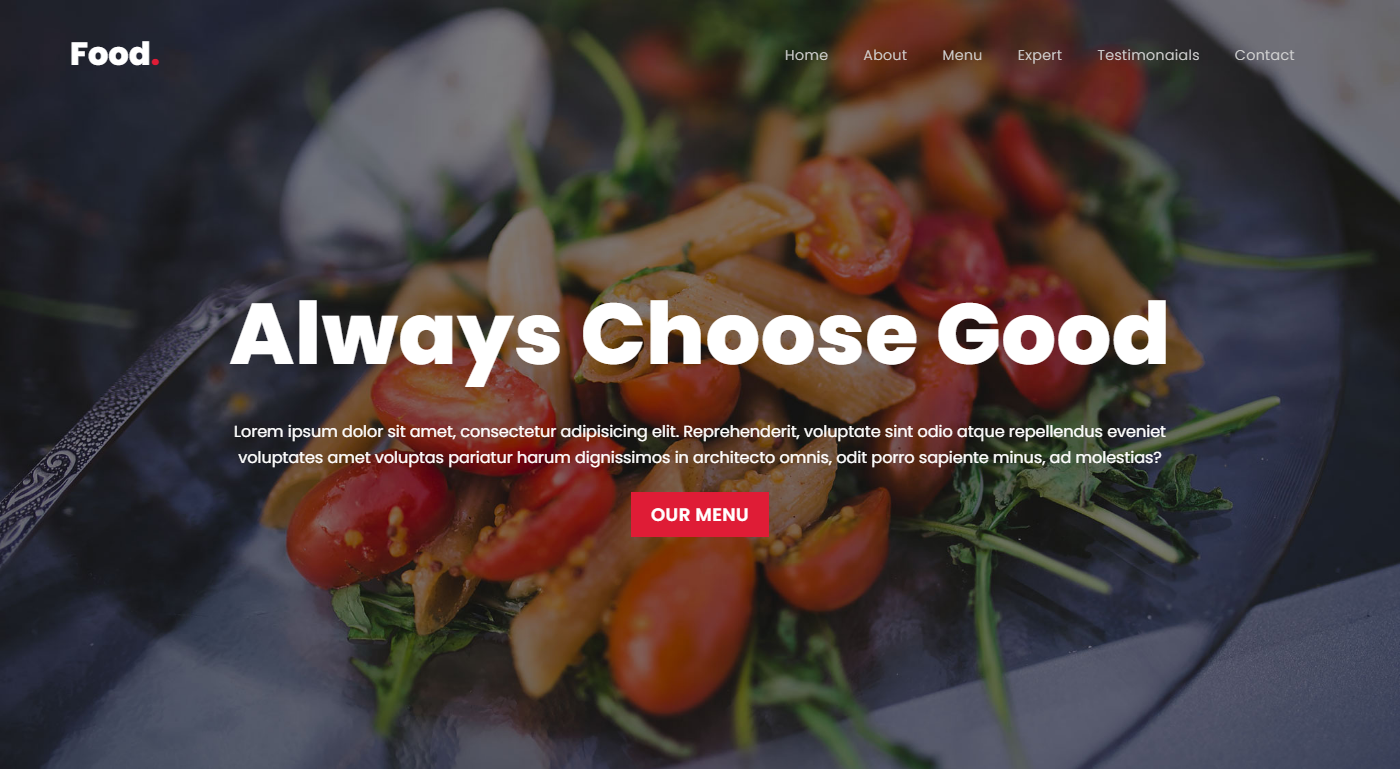 Food.
Home About Menu Expert Testimonaials Contact
Always Choose Good
Lorem ipsum dolor sit amet, consectetur adipisicing elit. Reprehenderit, voluptate sint odio atque repellendus eveniet
voluptates amet voluptas pariatur harum dignissimos in architecto omnis, odit porro sapiente minus, ad molestias?
OUR MENU